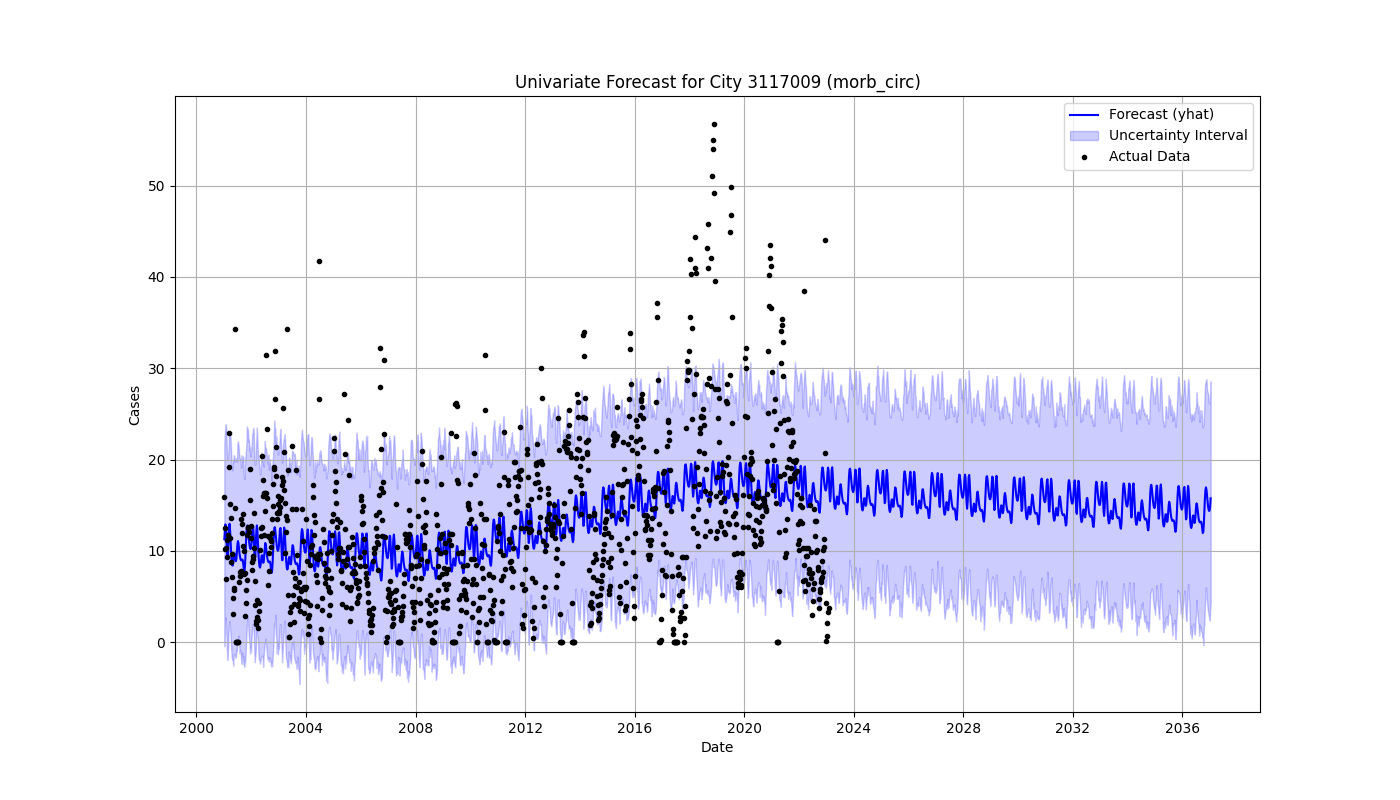 Univariate Forecast for City 3117009 (morb_circ)
Forecast (yhat)
Uncertainty Interval
Actual Data
Cases
50
40
30
20
10
0
2000 2004 2008 2012 2016 2020 2024 2028 2032 2036
Date